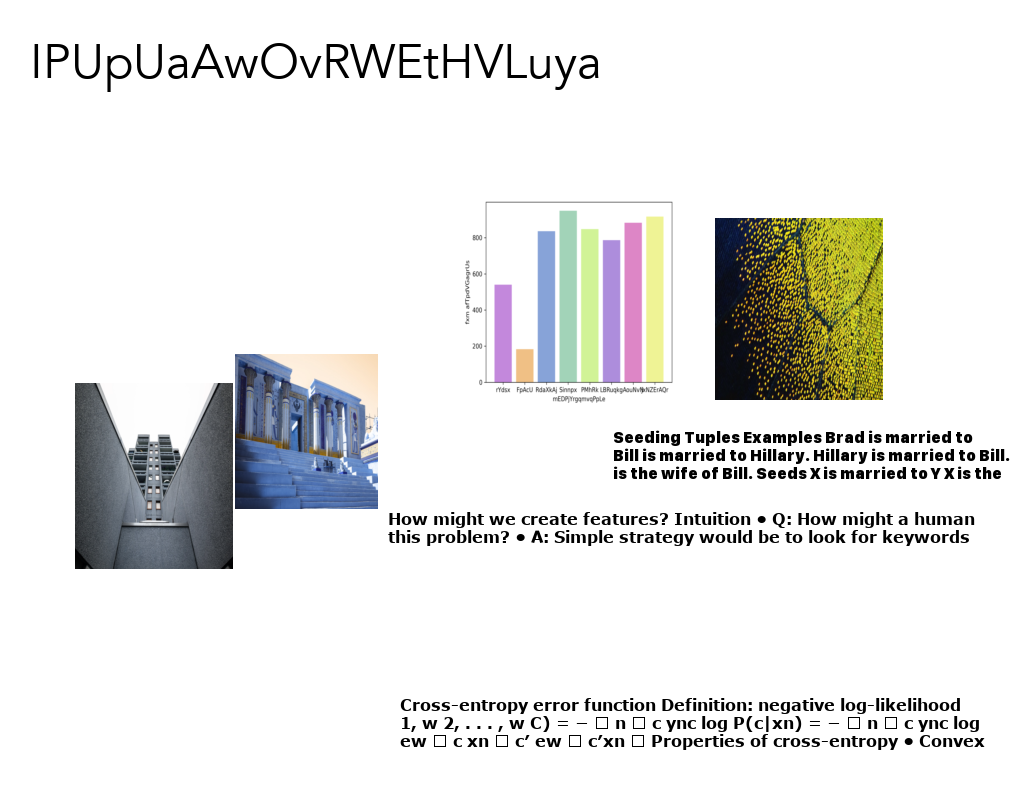 IPUpUaAwOvRWEtHVLuya
800
600
400
200
0
rYdsx FpAcU RdaXkAj Sinnpx PMhRk LBRuqkg
mEDPjYrgqmvqPpLe
Seeding Tuples Examples Brad is married to
Bill is married to Hillary. Hillary is married to Bill.
is the wife of Bill. Seeds X is married to Y X is the
How might we create features? Intuition • Q: How might a human
this problem? • A: Simple strategy would be to look for keywords
Cross-entropy error function Definition: negative log-likelihood
1, w 2, . . . , w C) = − □ n □ c ync log P(c|xn) = − □ n □ c ync log
ew □ c xn □ c′ ew □ c′xn □ Properties of cross-entropy • Convex